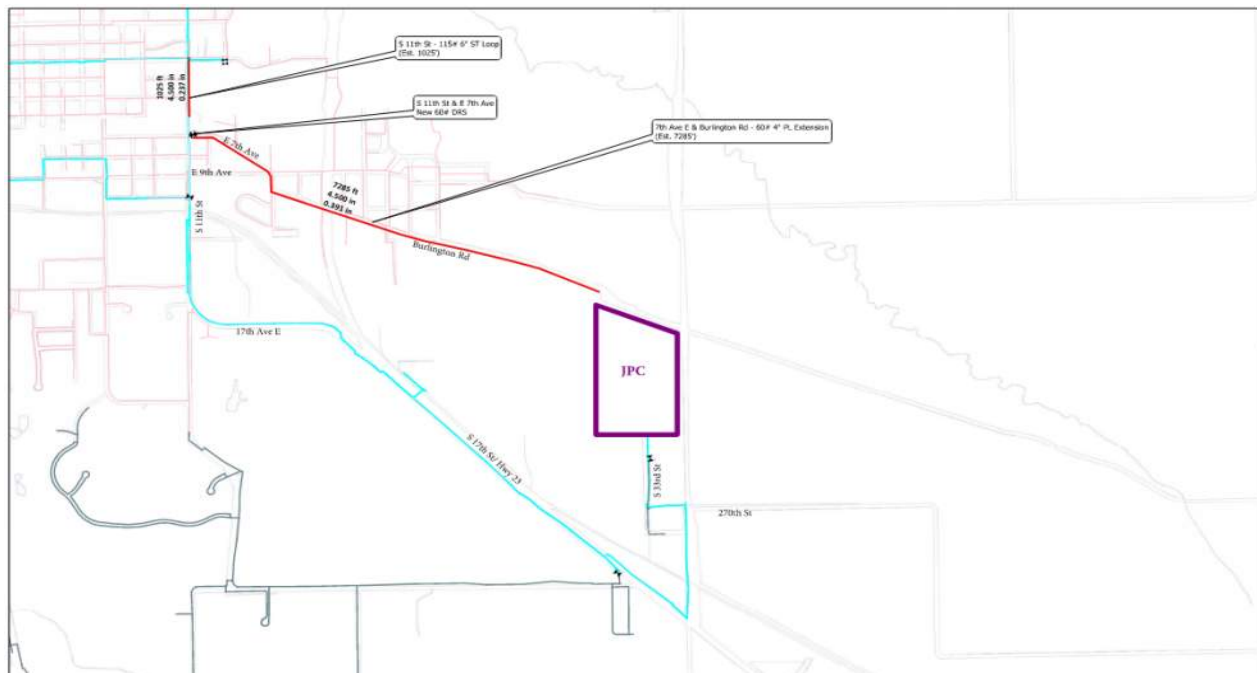 S 11th St - 115# 6" ST Loop
(Est. 1025')
1025 ft
4.500 in
0.237 in
S 11th St & E 7th Ave
New 60# DRS
7th Ave E & Burlington Rd - 60# 4" PL Extension
(Est. 7285')
E 7th Ave
E 9th Ave
7285 ft
4.500 in
0.391 in
S 11th St
Burlington Rd
17th Ave E
JPC
S 17th St/ Hwy 23
S 33rd St
270th St